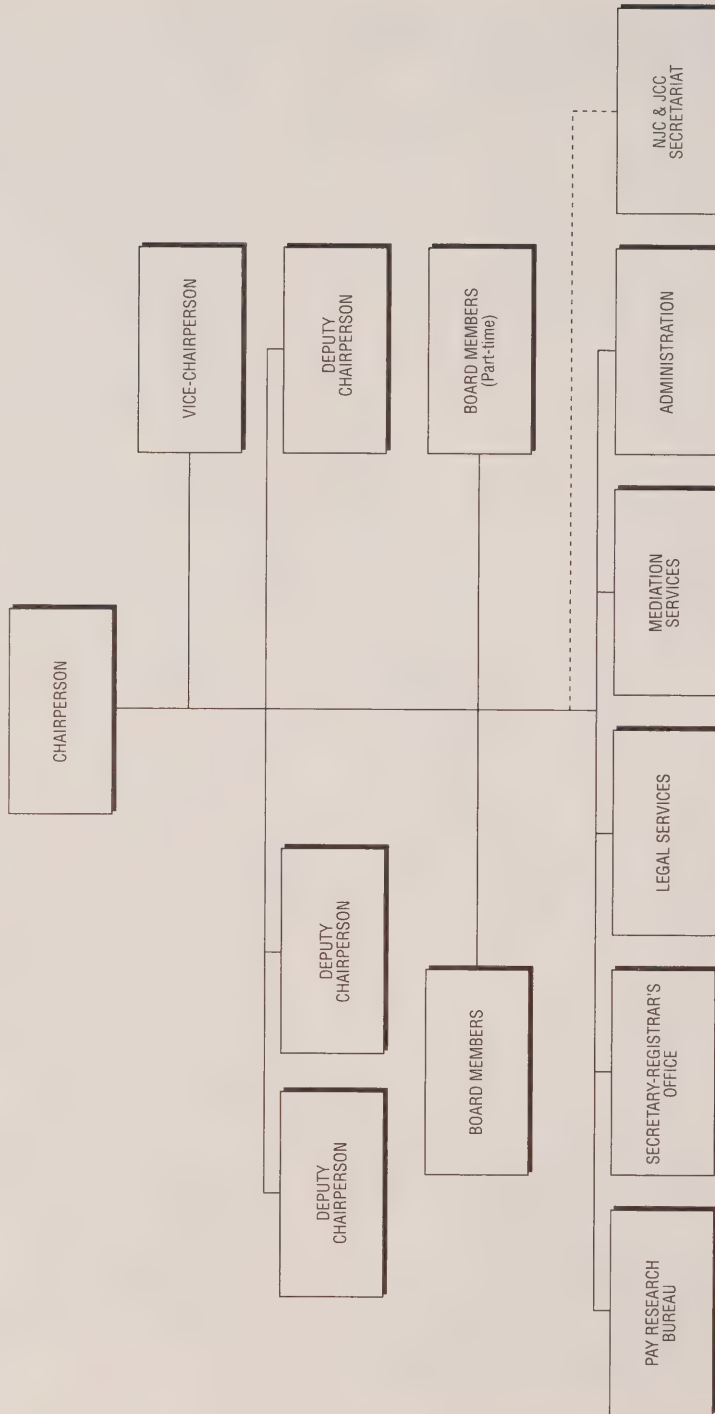 CHAIRPERSON
VICE-CHAIRPERSON
DEPUTY
CHAIRPERSON
DEPUTY
CHAIRPERSON
DEPUTY
CHAIRPERSON
BOARD MEMBERS
BOARD MEMBERS
(Part-time)
PAY RESEARCH
BUREAU
SECRETARY-REGISTRAR'S
OFFICE
LEGAL SERVICES
MEDIATION
SERVICES
ADMINISTRATION
NJC & JCC
SECRETARIAT